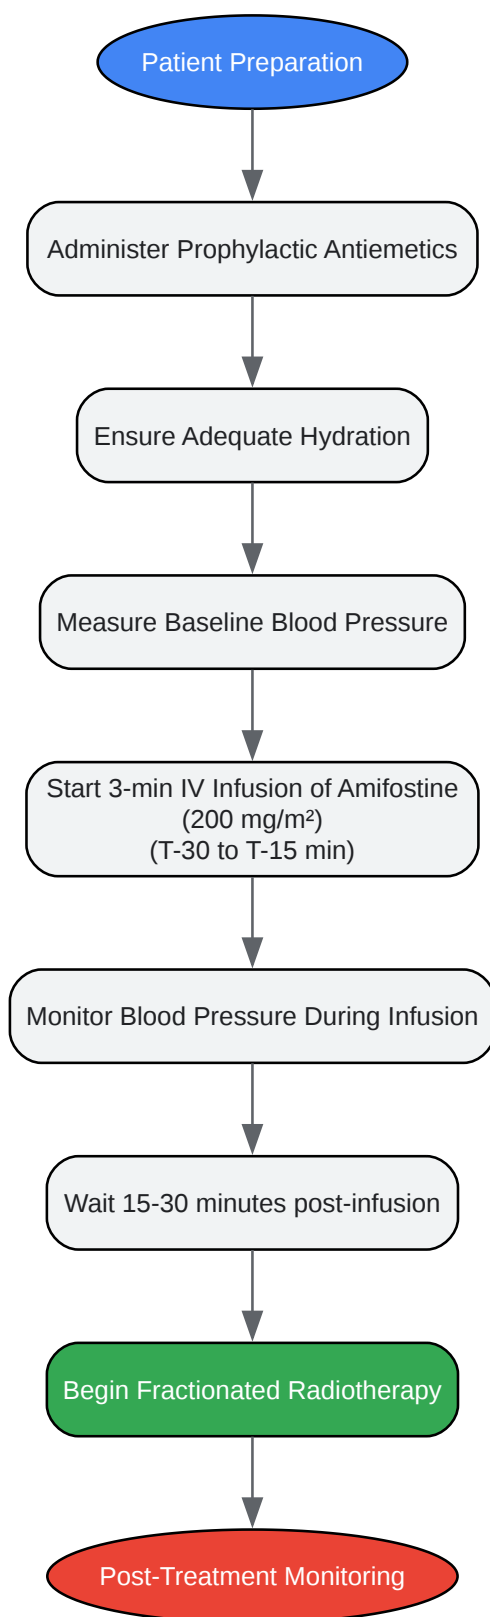 Patient Preparation
Administer Prophylactic Antiemetics
Ensure Adequate Hydration
Measure Baseline Blood Pressure
Start 3-min IV Infusion of Amifostine
(200 mg/m²)
(T-30 to T-15 min)
Monitor Blood Pressure During Infusion
Wait 15-30 minutes post-infusion
Begin Fractionated Radiotherapy
Post-Treatment Monitoring